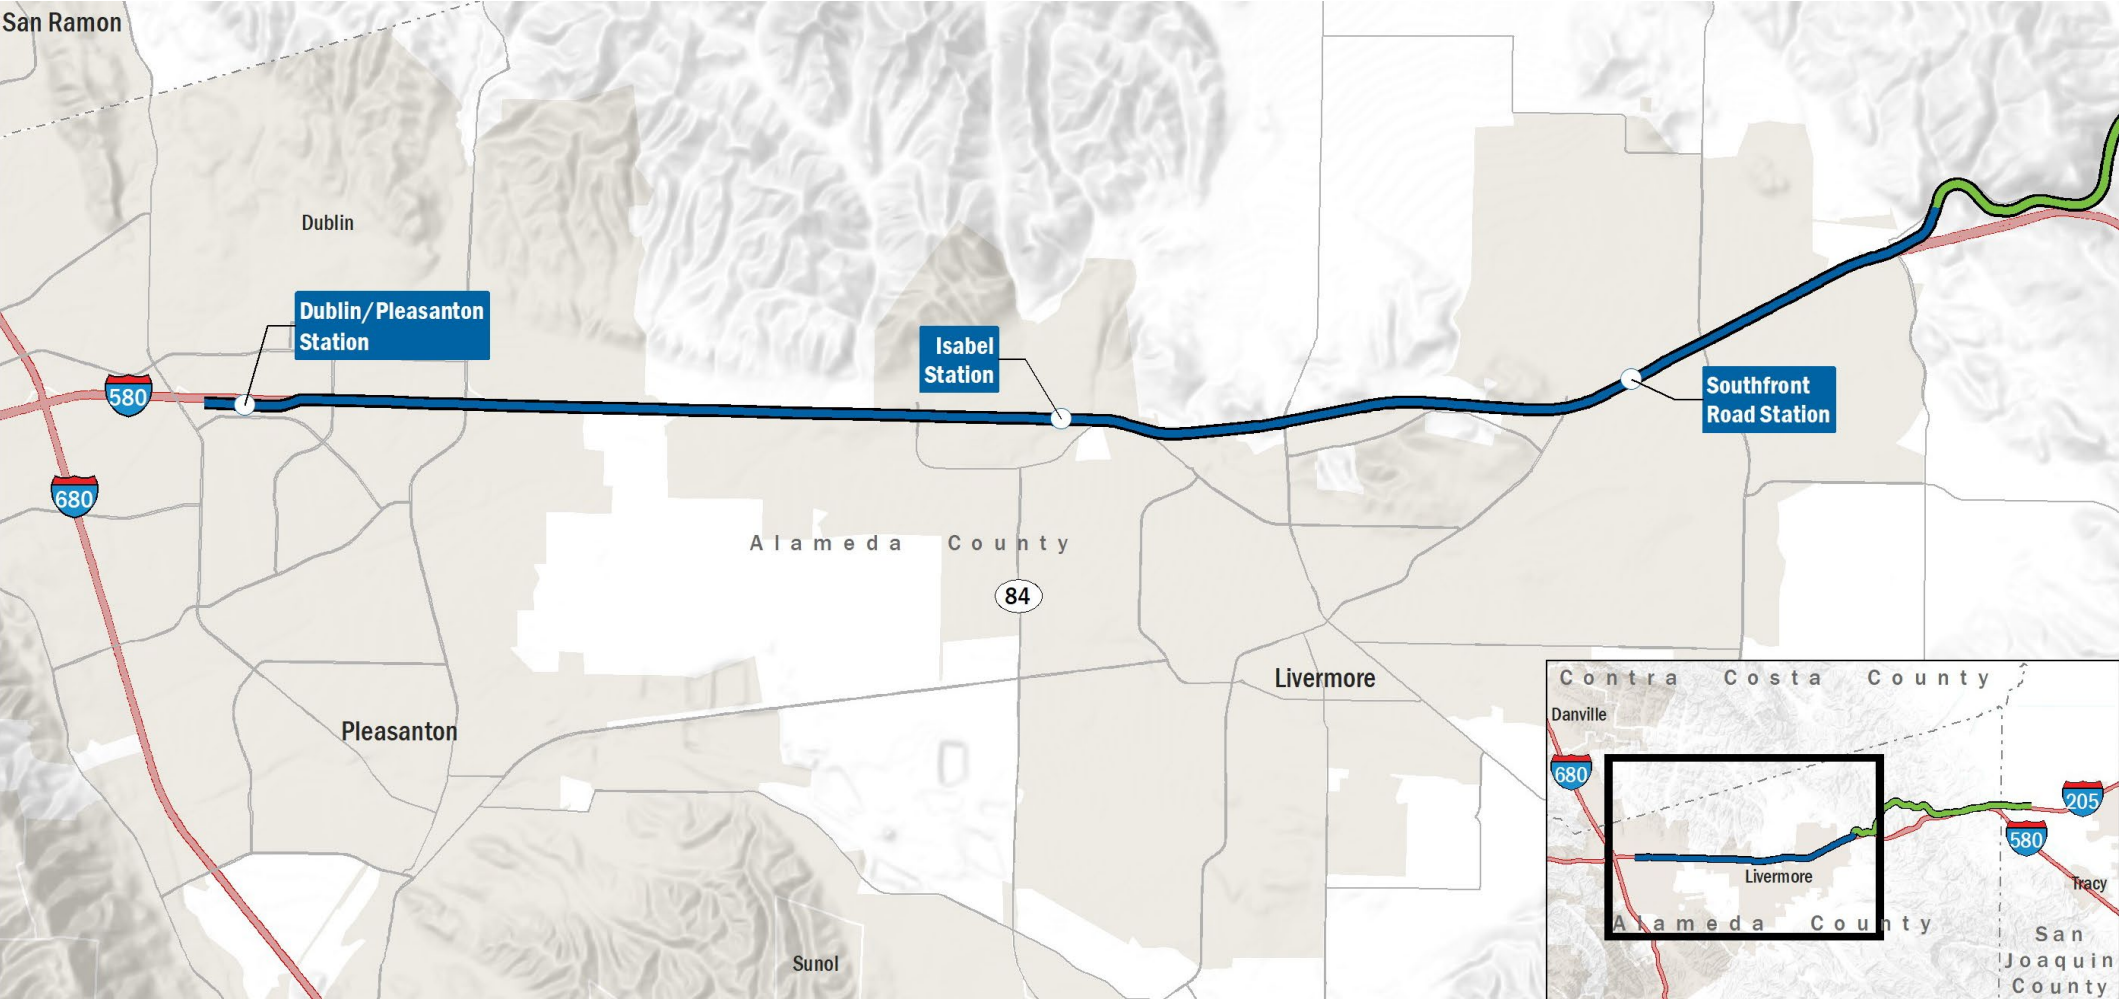 San Ramon
Dublin
Dublin/Pleasanton
Station
Isabel
Station
Southfront
Road Station
580
680
Alameda County
84
Livermore
Pleasanton
Sunol
Contra Costa County
Danville
680
205
580
Livermore
Tracy
Alameda County
San
Joaquin
County